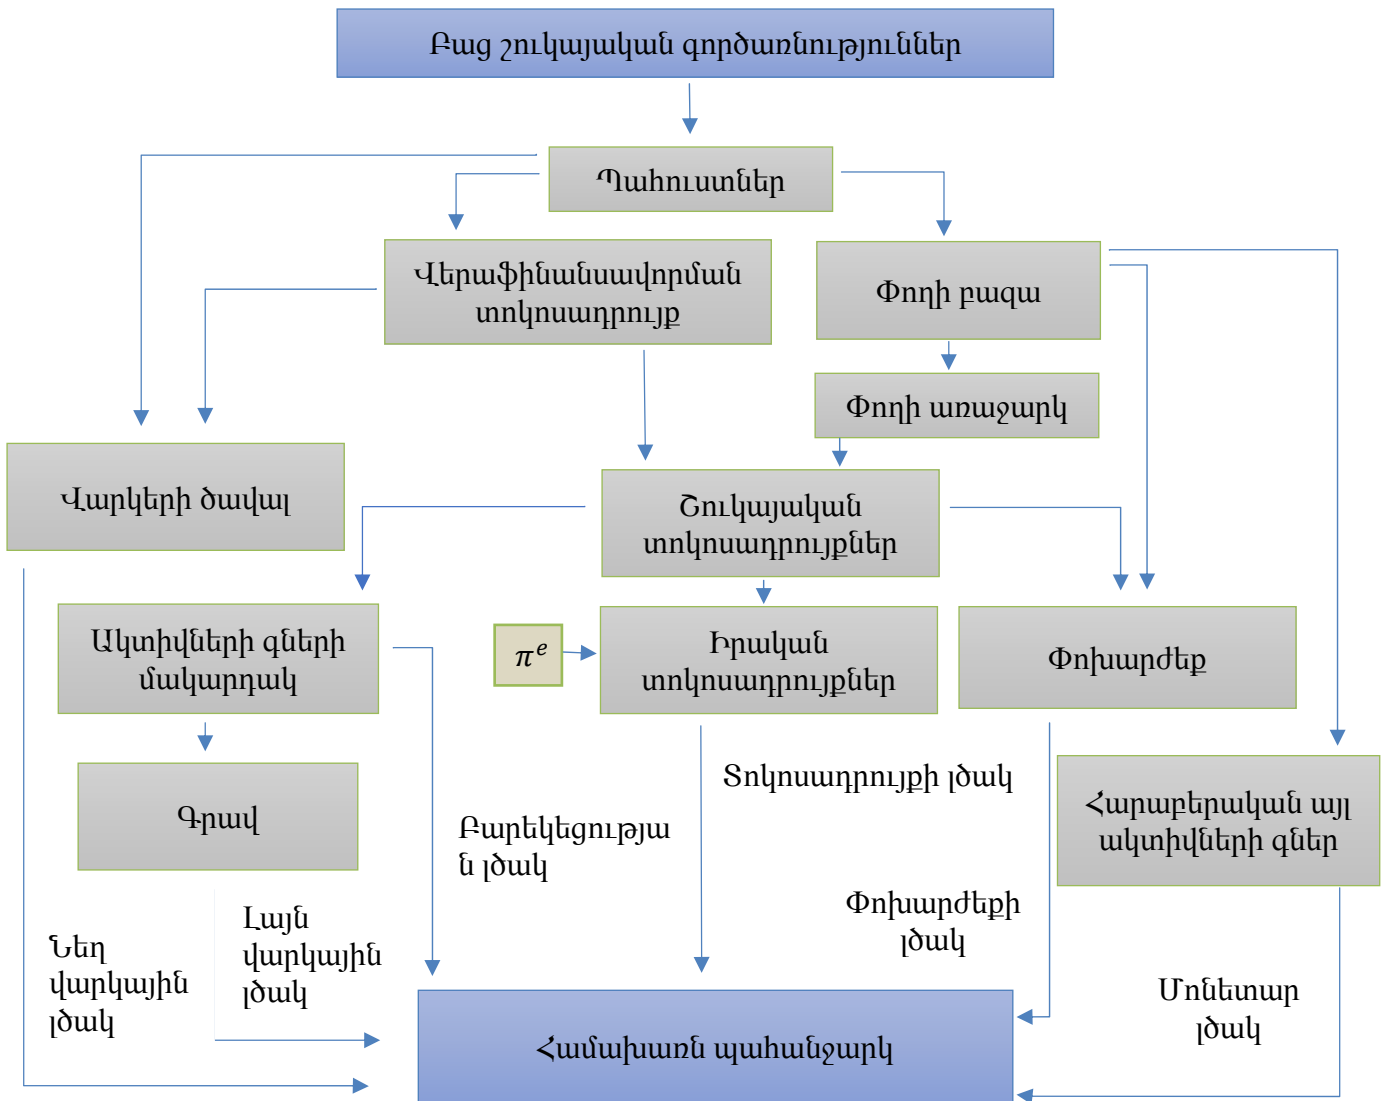 Բաց շուկայական գործառնություններ
Պահուստներ
Վերաֆինանսավորման
տոկոսադրույք
Փողի բազա
Փողի առաջարկ
Վարկերի ծավալ
Շուկայական
տոկոսադրույքներ
Ակտիվների գների
մակարդակ
π^e
Իրական
տոկոսադրույքներ
Փոխարժեք
Գրավ
Տոկոսադրույքի լծակ
Հարաբերական այլ
ակտիվների գներ
Բարեկեցությա
ն լծակ
Փոխարժեքի
լծակ
Նեղ
վարկային
լծակ
Լայն
վարկային
լծակ
Մոնետար
լծակ
Համախառն պահանջարկ